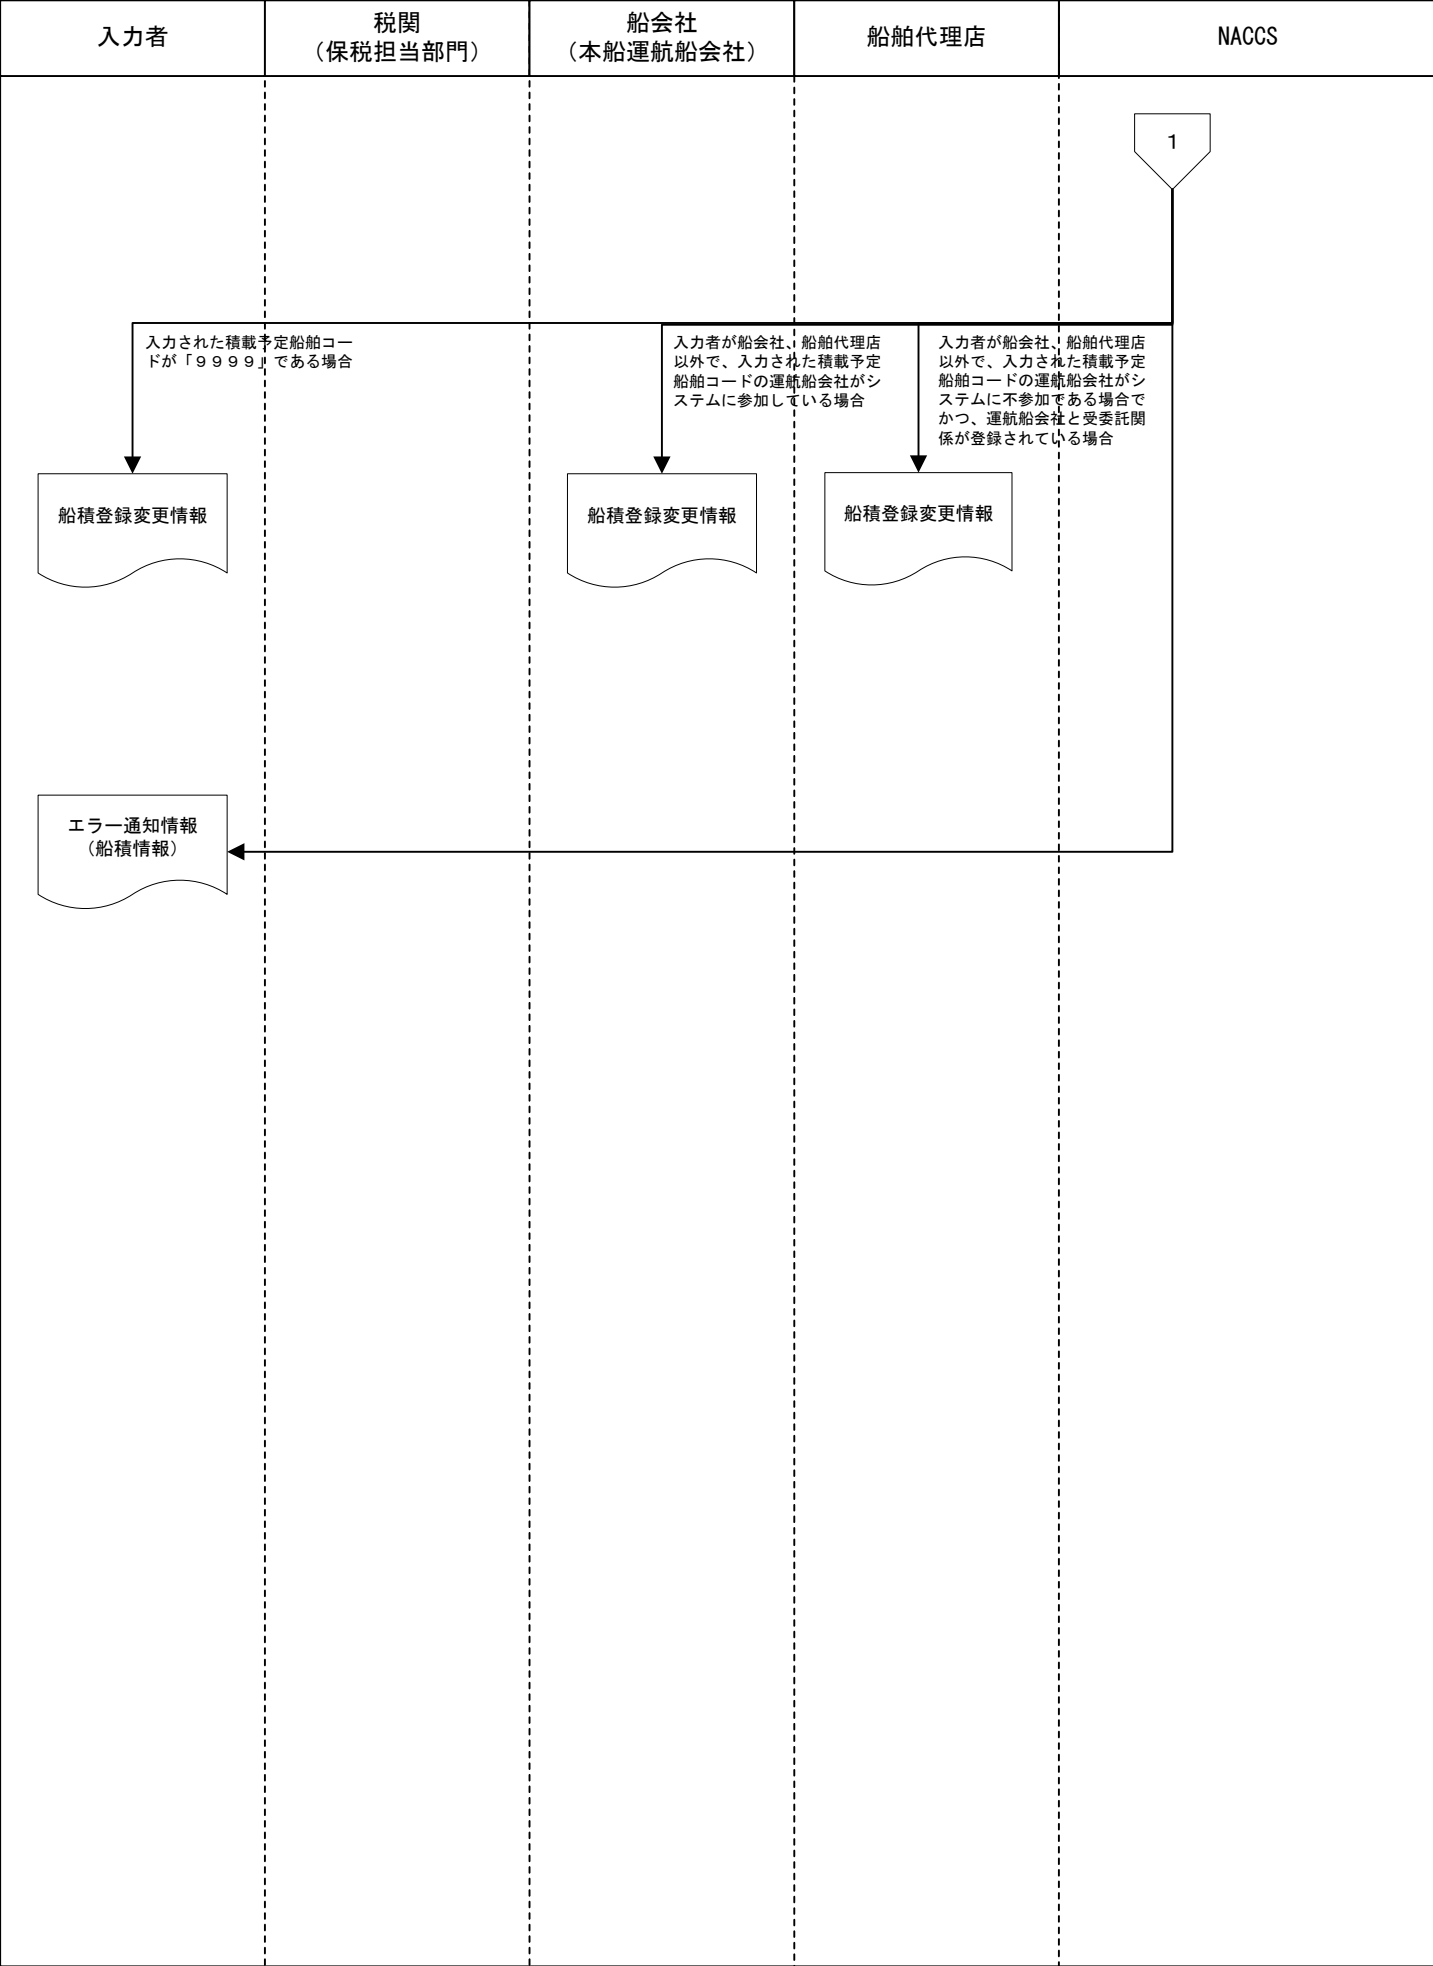 入力者
税関
（保税担当部門）
船会社
（本船運航船会社）
船舶代理店
NACCS
1
入力された積載予定船舶コー
ドが「９９９９」である場合
入力者が船会社、船舶代理店
以外で、入力された積載予定
船舶コードの運航船会社がシ
ステムに参加している場合
入力者が船会社、船舶代理店
以外で、入力された積載予定
船舶コードの運航船会社がシ
ステムに不参加である場合で
かつ、運航船会社と受委託関
係が登録されている場合
船積登録変更情報
船積登録変更情報
船積登録変更情報
エラー通知情報
（船積情報）